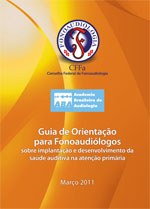 FONOAUDIOLOGIA
CFFa
Conselho Federal de Fonoaudiologia
Academia
Brasileira de
Audiologia
Guia de Orientação
para Fonoaudiólogos
sobre implantação e desenvolvimento da
saúde auditiva na atenção primária
Março 2011